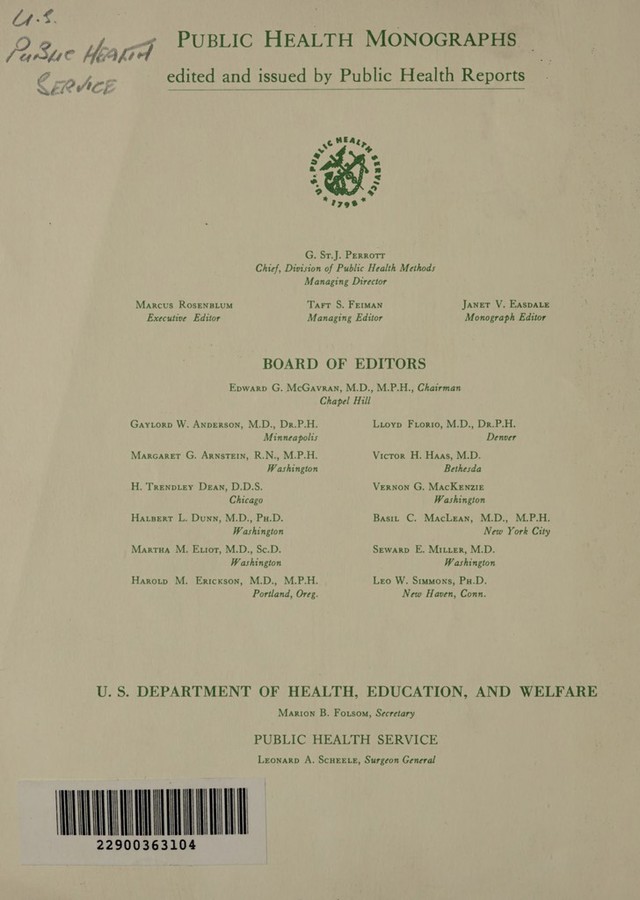 U.S.
Public Health
Service
PUBLIC HEALTH MONOGRAPHS
edited and issued by Public Health Reports
U.S. PUBLIC HEALTH SERVICE
* 1798 *
G. ST.J. PERROTT
Chief, Division of Public Health Methods
Managing Director
MARCUS ROSENBLUM
Executive Editor
TAFT S. FEIMAN
Managing Editor
JANET V. EASDALE
Monograph Editor
BOARD OF EDITORS
EDWARD G. MCGAVRAN, M.D., M.P.H., Chairman
Chapel Hill
GAYLORD W. ANDERSON, M.D., DR.P.H.
Minneapolis
MARGARET G. ARNSTEIN, R.N., M.P.H.
Washington
H. TRENDLEY DEAN, D.D.S.
Chicago
HALBERT L. DUNN, M.D., PH.D.
Washington
MARTHA M. ELIOT, M.D., SC.D.
Washington
HAROLD M. ERICKSON, M.D., M.P.H.
Portland, Oreg.
LLOYD FLORIO, M.D., DR.P.H.
Denver
VICTOR H. HAAS, M.D.
Bethesda
VERNON G. MACKENZIE
Washington
BASIL C. MACLEAN, M.D., M.P.H.
New York City
SEWARD E. MILLER, M.D.
Washington
LEO W. SIMMONS, PH.D.
New Haven, Conn.
U. S. DEPARTMENT OF HEALTH, EDUCATION, AND WELFARE
MARION B. FOLSOM, Secretary
PUBLIC HEALTH SERVICE
LEONARD A. SCHEELE, Surgeon General
22900363104